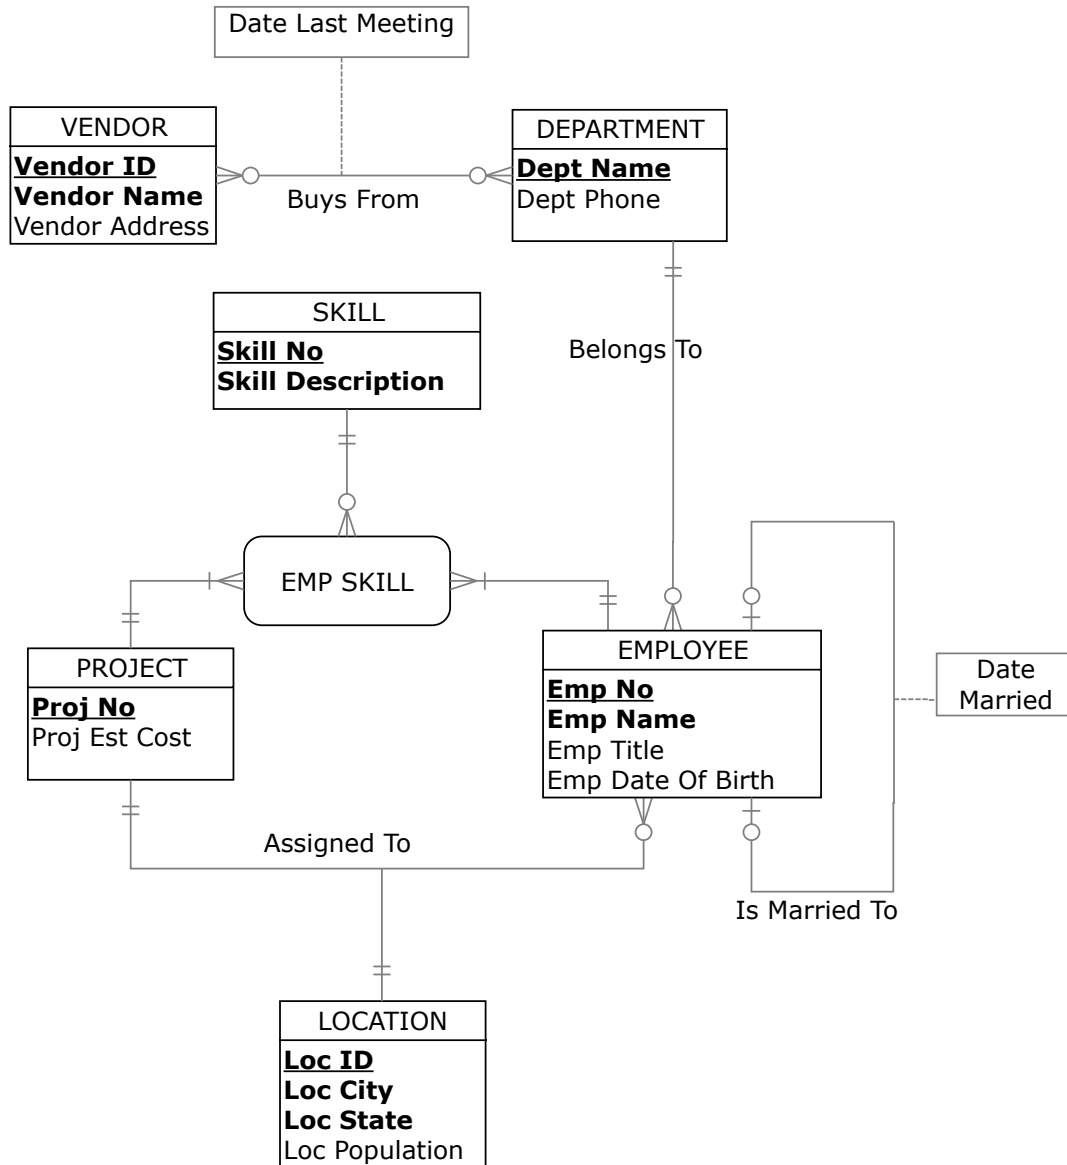 Date Last Meeting
VENDOR
Vendor ID
Vendor Name
Vendor Address
Buys From
DEPARTMENT
Dept Name
Dept Phone
SKILL
Skill No
Skill Description
Belongs To
EMP SKILL
PROJECT
Proj No
Proj Est Cost
EMPLOYEE
Emp No
Emp Name
Emp Title
Emp Date Of Birth
Date
Married
Assigned To
Is Married To
LOCATION
Loc ID
Loc City
Loc State
Loc Population